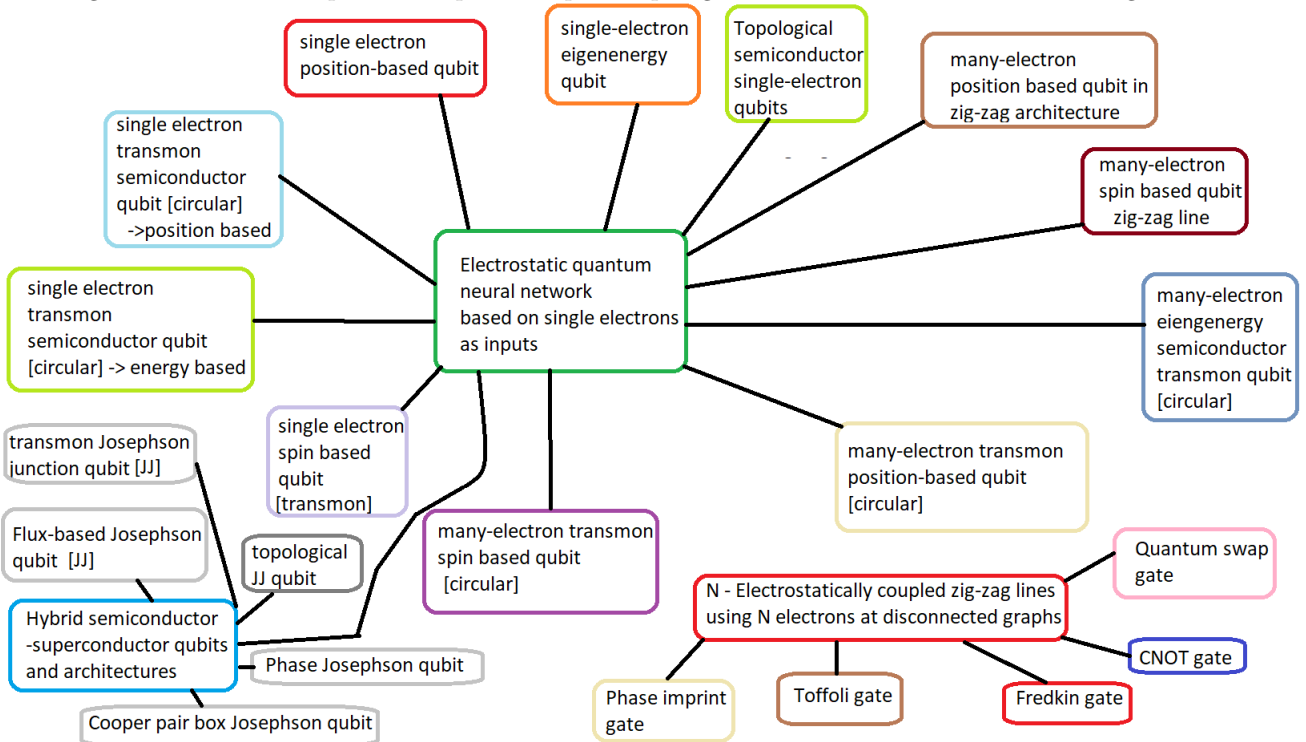 single electron
position-based qubit
single-electron
eigenenergy
qubit
Topological
semiconductor
single-electron
qubits
many-electron
position based qubit in
zig-zag architecture
single electron
transmon
semiconductor
qubit [circular]
->position based
many-electron
spin based qubit
zig-zag line
Electrostatic quantum
neural network
based on single electrons
as inputs
single electron
transmon
semiconductor qubit
[circular] -> energy based
many-electron
eiengenergy
semiconductor
transmon qubit
[circular]
single electron
spin based
qubit
[transmon]
transmon Josephson
junction qubit [JJ]
many-electron transmon
position-based qubit
[circular]
Flux-based Josephson
qubit [JJ]
topological
JJ qubit
many-electron transmon
spin based qubit
[circular]
Quantum swap
gate
Hybrid semiconductor
-superconductor qubits
and architectures
N - Electrostatically coupled zig-zag lines
using N electrons at disconnected graphs
Phase Josephson qubit
CNOT gate
Phase imprint
gate
Toffoli gate
Fredkin gate
Cooper pair box Josephson qubit